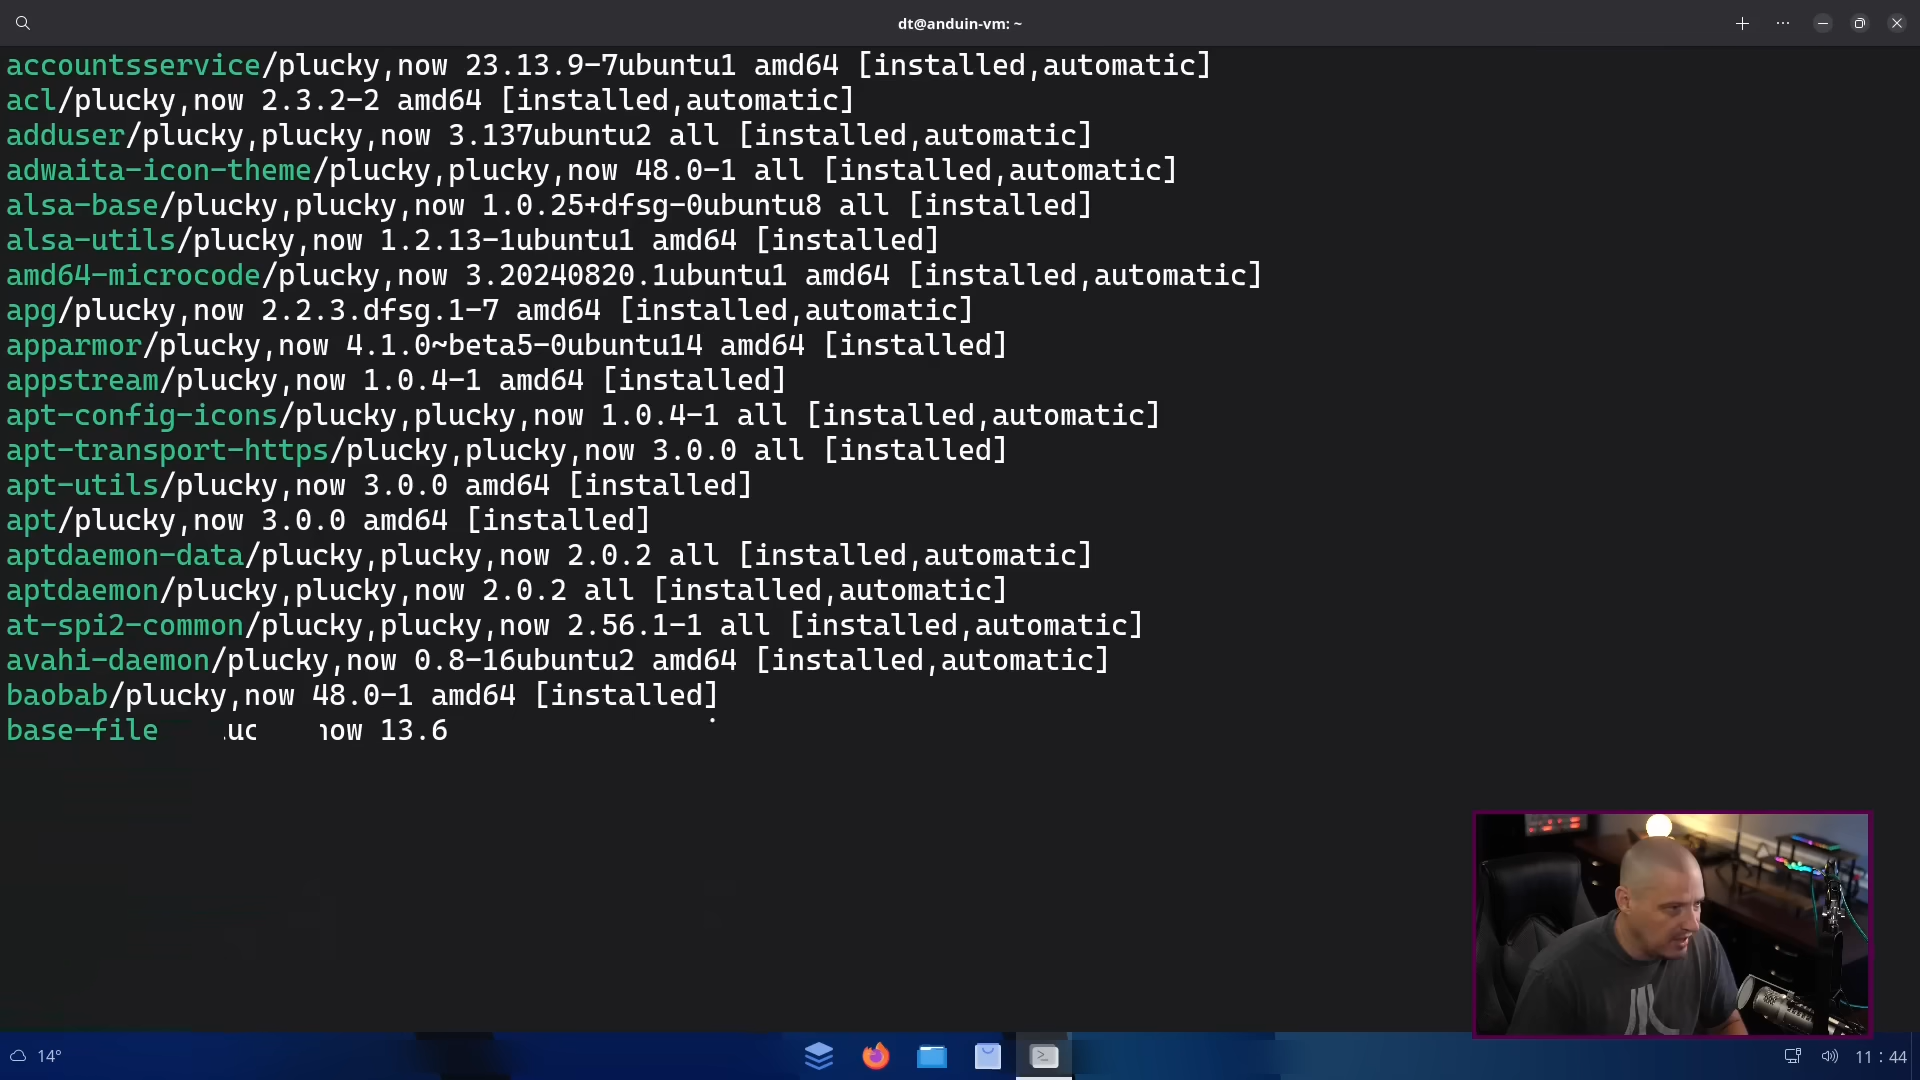 dt@anduin-vm: ~
accountsservice/plucky,now 23.13.9-7ubuntu1 amd64 [installed,automatic]
acl/plucky,now 2.3.2-2 amd64 [installed,automatic]
adduser/plucky,plucky,now 3.137ubuntu2 all [installed,automatic]
adwaita-icon-theme/plucky,plucky,now 48.0-1 all [installed,automatic]
alsa-base/plucky,plucky,now 1.0.25+dfsg-0ubuntu8 all [installed]
alsa-utils/plucky,now 1.2.13-1ubuntu1 amd64 [installed]
amd64-microcode/plucky,now 3.20240820.1ubuntu1 amd64 [installed,automatic]
apg/plucky,now 2.2.3.dfsg.1-7 amd64 [installed,automatic]
apparmor/plucky,now 4.1.0~beta5-0ubuntu14 amd64 [installed]
appstream/plucky,now 1.0.4-1 amd64 [installed]
apt-config-icons/plucky,plucky,now 1.0.4-1 all [installed,automatic]
apt-transport-https/plucky,plucky,now 3.0.0 all [installed]
apt-utils/plucky,now 3.0.0 amd64 [installed]
apt/plucky,now 3.0.0 amd64 [installed]
aptdaemon-data/plucky,plucky,now 2.0.2 all [installed,automatic]
aptdaemon/plucky,plucky,now 2.0.2 all [installed,automatic]
at-spi2-common/plucky,plucky,now 2.56.1-1 all [installed,automatic]
avahi-daemon/plucky,now 0.8-16ubuntu2 amd64 [installed,automatic]
baobab/plucky,now 48.0-1 amd64 [installed]
base-file now 13.6
14°
11 : 44